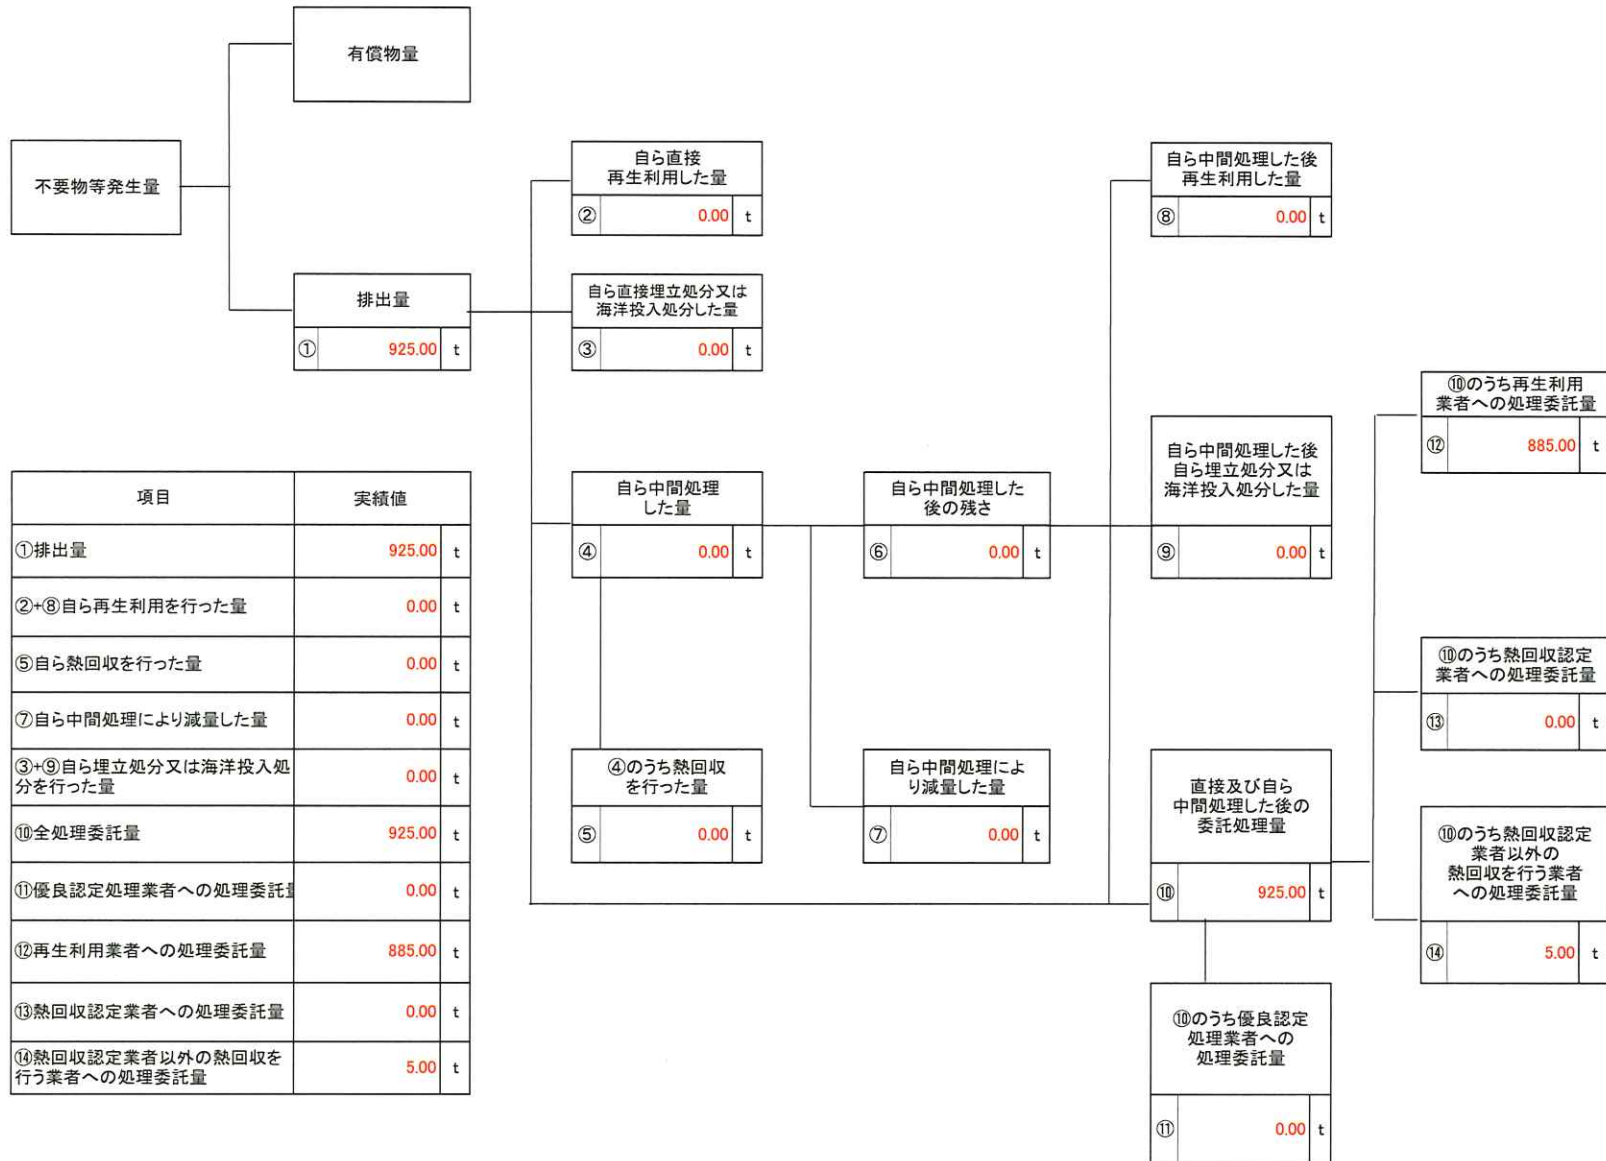 有償物量
不要物等発生量
自ら直接
再生利用した量
② 0.00 t
自ら中間処理した後
再生利用した量
⑧ 0.00 t
排出量
① 925.00 t
自ら直接埋立処分又は
海洋投入処分した量
③ 0.00 t
⑩のうち再生利用
業者への処理委託量
⑫ 885.00 t
自ら中間処理した後
自ら埋立処分又は
海洋投入処分した量
⑨ 0.00 t
自ら中間処理
した量
④ 0.00 t
自ら中間処理した
後の残さ
⑥ 0.00 t
項目 実績値
①排出量 925.00 t
②+⑧自ら再生利用を行った量 0.00 t
⑤自ら熱回収を行った量 0.00 t
⑦自ら中間処理により減量した量 0.00 t
③+⑨自ら埋立処分又は海洋投入処
分を行った量 0.00 t
⑩全処理委託量 925.00 t
⑪優良認定処理業者への処理委託量 0.00 t
⑫再生利用業者への処理委託量 885.00 t
⑬熱回収認定業者への処理委託量 0.00 t
⑭熱回収認定業者以外の熱回収を
行う業者への処理委託量 5.00 t
⑩のうち熱回収認定
業者への処理委託量
⑬ 0.00 t
④のうち熱回収
を行った量
⑤ 0.00 t
自ら中間処理によ
り減量した量
⑦ 0.00 t
直接及び自ら
中間処理した後の
委託処理量
⑩ 925.00 t
⑩のうち熱回収認定
業者以外の
熱回収を行う業者
への処理委託量
⑭ 5.00 t
⑩のうち優良認定
処理業者への
処理委託量
⑪ 0.00 t